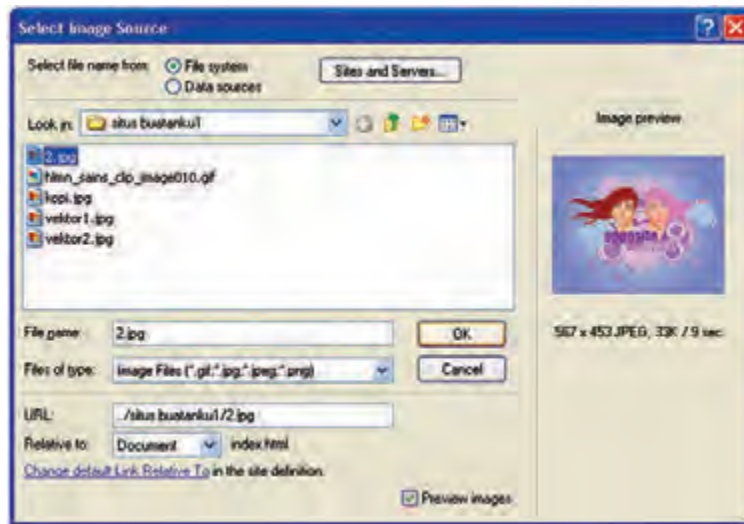 Select Image Source
Select file name from: File system
Data sources
Sites and Servers...
Look in: situs buatanku1
2.jpg
hlmn_sains_clip_image010.gif
kopi.jpg
vektor1.jpg
vektor2.jpg
Image preview
opposite
567 x 453 JPEG, 33K / 9 sec
File name: 2.jpg
OK
Files of type: Image Files (*.gif;*.jpg;*.jpeg;*.png)
Cancel
URL: ../situs buatanku1/2.jpg
Relative to: Document index.html
Change default Link Relative To in the site definition.
Preview images